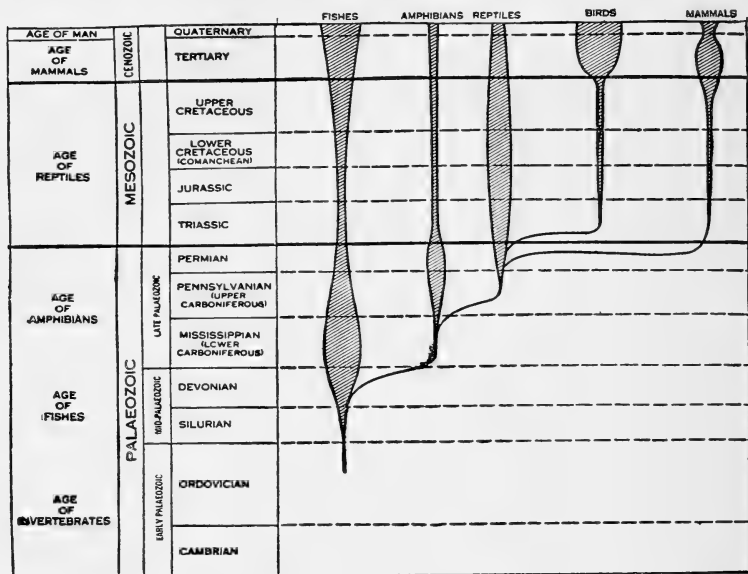 FISHES AMPHIBIANS REPTILES BIRDS MAMMALS
AGE OF MAN
AGE
OF
MAMMALS
CENOZOIC
QUATERNARY
TERTIARY
AGE
OF
REPTILES
MESOZOIC
UPPER
CRETACEOUS
LOWER
CRETACEOUS
(COMANCHEAN)
JURASSIC
TRIASSIC
AGE
OF
AMPHIBIANS
AGE
OF
FISHES
AGE
OF
INVERTEBRATES
PALAEOZOIC
LATE PALAEOZOIC
PERMIAN
PENNSYLVANIAN
(UPPER
CARBONIFEROUS)
MISSISSIPPIAN
(LOWER
CARBONIFEROUS)
MID-PALAEOZOIC
DEVONIAN
SILURIAN
EARLY PALAEOZOIC
ORDOVICIAN
CAMBRIAN